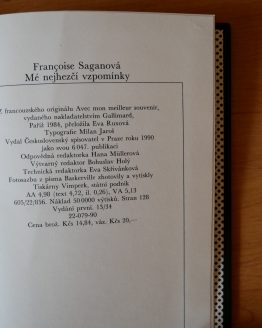 Françoise Saganová
Mé nejhezčí vzpomínky
Z francouzského originálu Avec mon meilleur souvenir,
vydaného nakladatelstvím Gallimard,
Paříž 1984, přeložila Eva Rusová
Typografie Milan Jaroš
Vydal Československý spisovatel v Praze roku 1990
jako svou 6 047. publikaci
Odpovědná redaktorka Hana Müllerová
Výtvarný redaktor Bohuslav Holý
Technická redaktorka Eva Skřivánková
Fotosazbu z písma Baskerville zhotovily a vytiskly
Tiskárny Vimperk, státní podnik
AA 4,98 (text 4,72, il. 0,26), VA 5,13
605/22/856. Náklad 50 000 výtisků. Stran 128
Vydání první. 13/34
22-079-90
Cena brož. Kčs 14,84, váz. Kčs 20,—